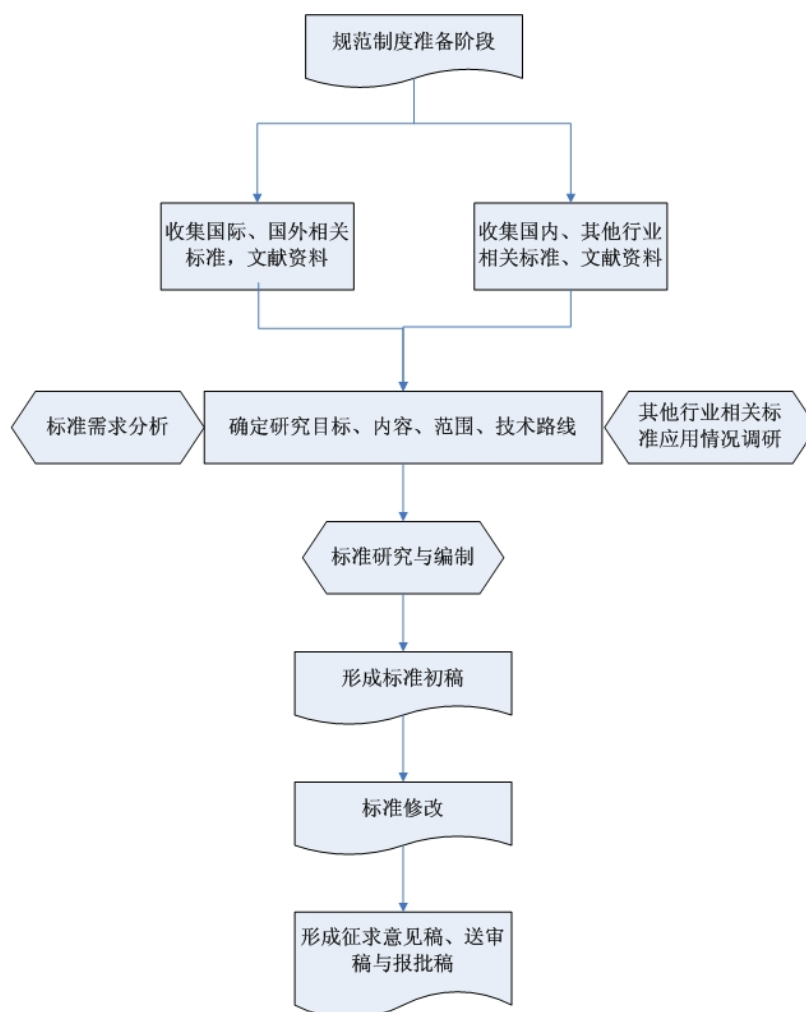 规范制度准备阶段
收集国际、国外相关
标准，文献资料
收集国内、其他行业
相关标准、文献资料
标准需求分析
确定研究目标、内容、范围、技术路线
其他行业相关标
准应用情况调研
标准研究与编制
形成标准初稿
标准修改
形成征求意见稿、送审
稿与报批稿